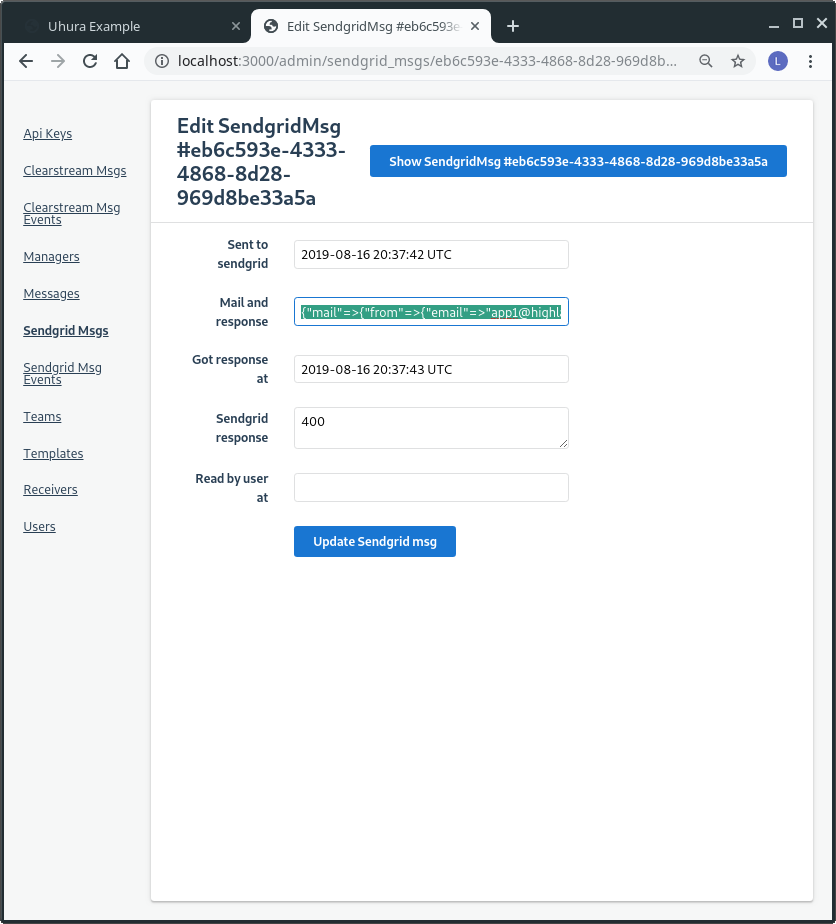 Uhura Example
Edit SendgridMsg #eb6c593e
localhost:3000/admin/sendgrid_msgs/eb6c593e-4333-4868-8d28-969d8b...
L
Api Keys
Clearstream Msgs
Clearstream Msg
Events
Managers
Messages
Sendgrid Msgs
Sendgrid Msg
Events
Teams
Templates
Receivers
Users
Edit SendgridMsg
#eb6c593e-4333-
4868-8d28-
969d8be33a5a
Show SendgridMsg #eb6c593e-4333-4868-8d28-969d8be33a5a
Sent to
sendgrid
2019-08-16 20:37:42 UTC
Mail and
response
{"mail"=>{"from"=>{"email"=>"app1@highl
Got response
at
2019-08-16 20:37:43 UTC
Sendgrid
response
400
Read by user
at
Update Sendgrid msg